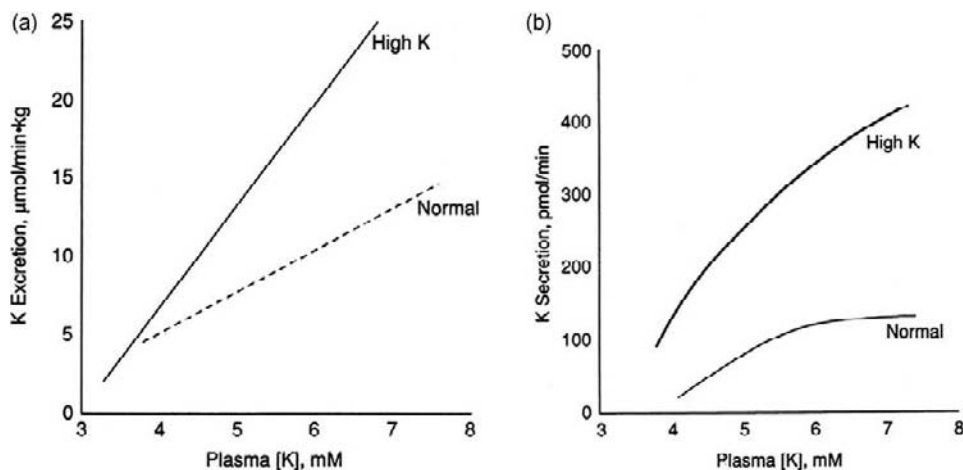 (a)
25
20
15
10
5
0
K Excretion, µmol/min•kg
High K
Normal
3 4 5 6 7 8
Plasma [K], mM
(b)
500
400
300
200
100
0
K Secretion, pmol/min
High K
Normal
3 4 5 6 7 8
Plasma [K], mM